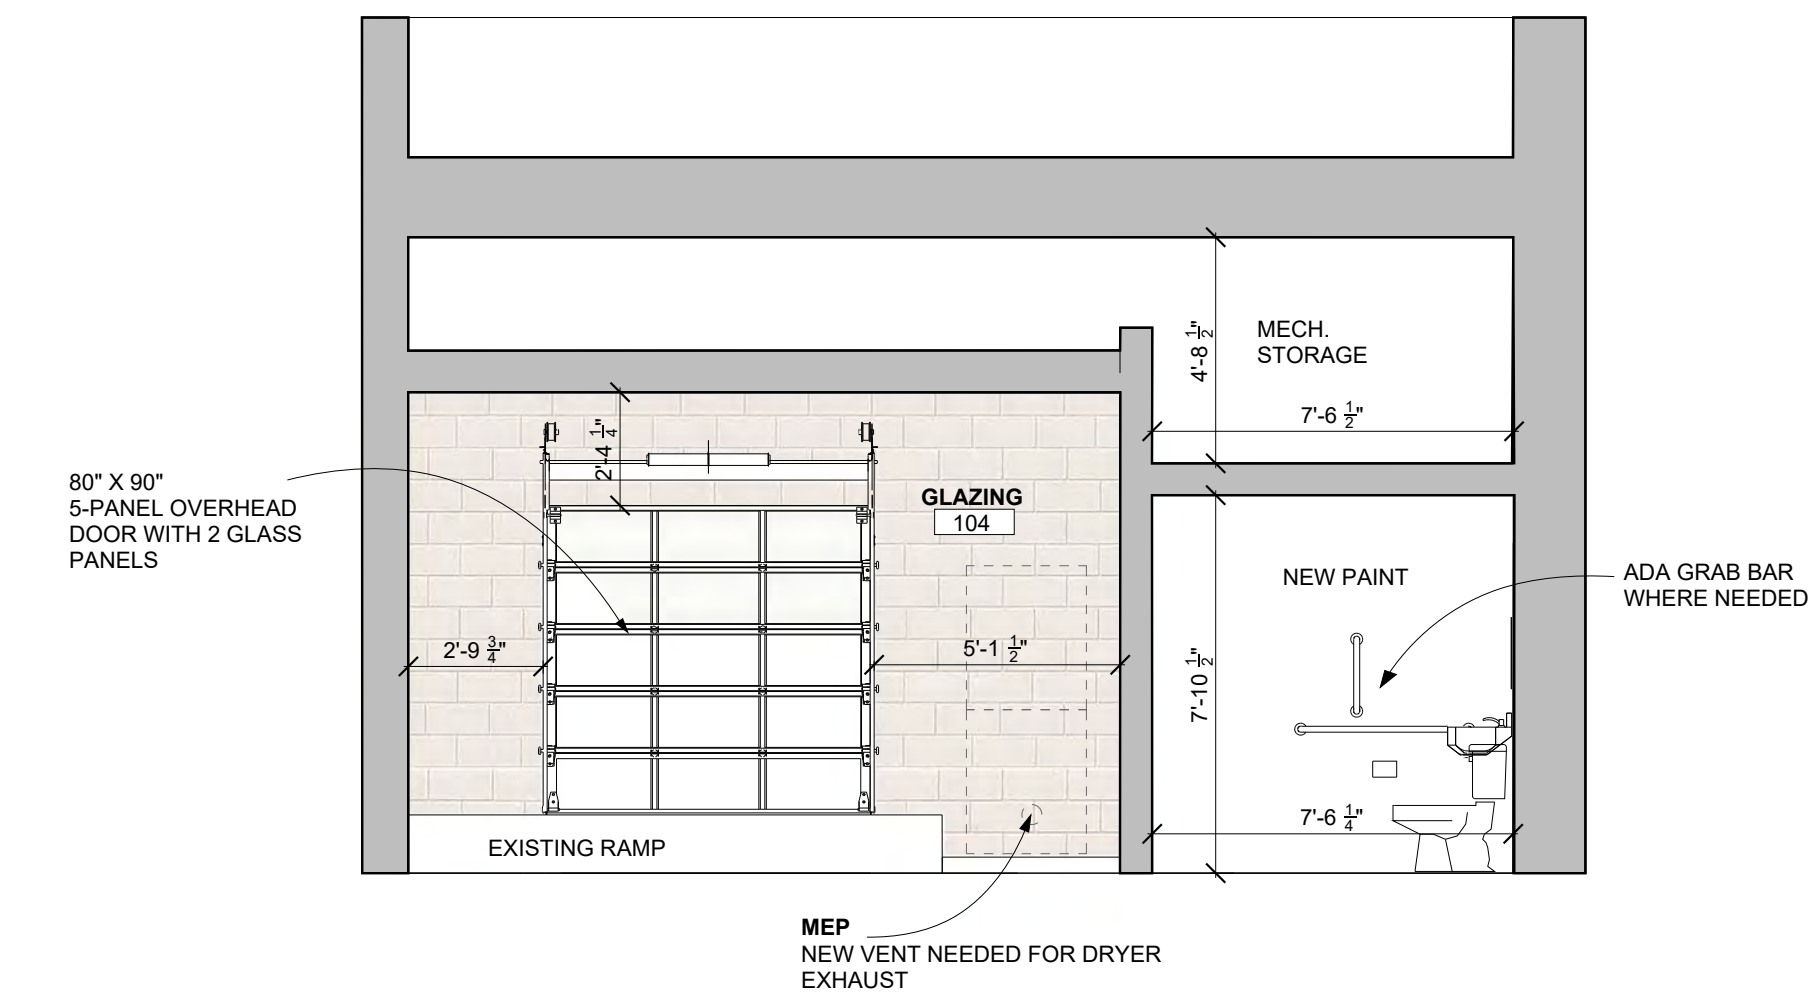 4'-8 1/2"
MECH.
STORAGE
7'-6 1/2"
2'-4 1/4"
80" X 90"
5-PANEL OVERHEAD
DOOR WITH 2 GLASS
PANELS
GLAZING
104
NEW PAINT
ADA GRAB BAR
WHERE NEEDED
2'-9 3/4"
5'-1 1/2"
7'-10 1/2"
7'-6 1/4"
EXISTING RAMP
MEP
NEW VENT NEEDED FOR DRYER
EXHAUST